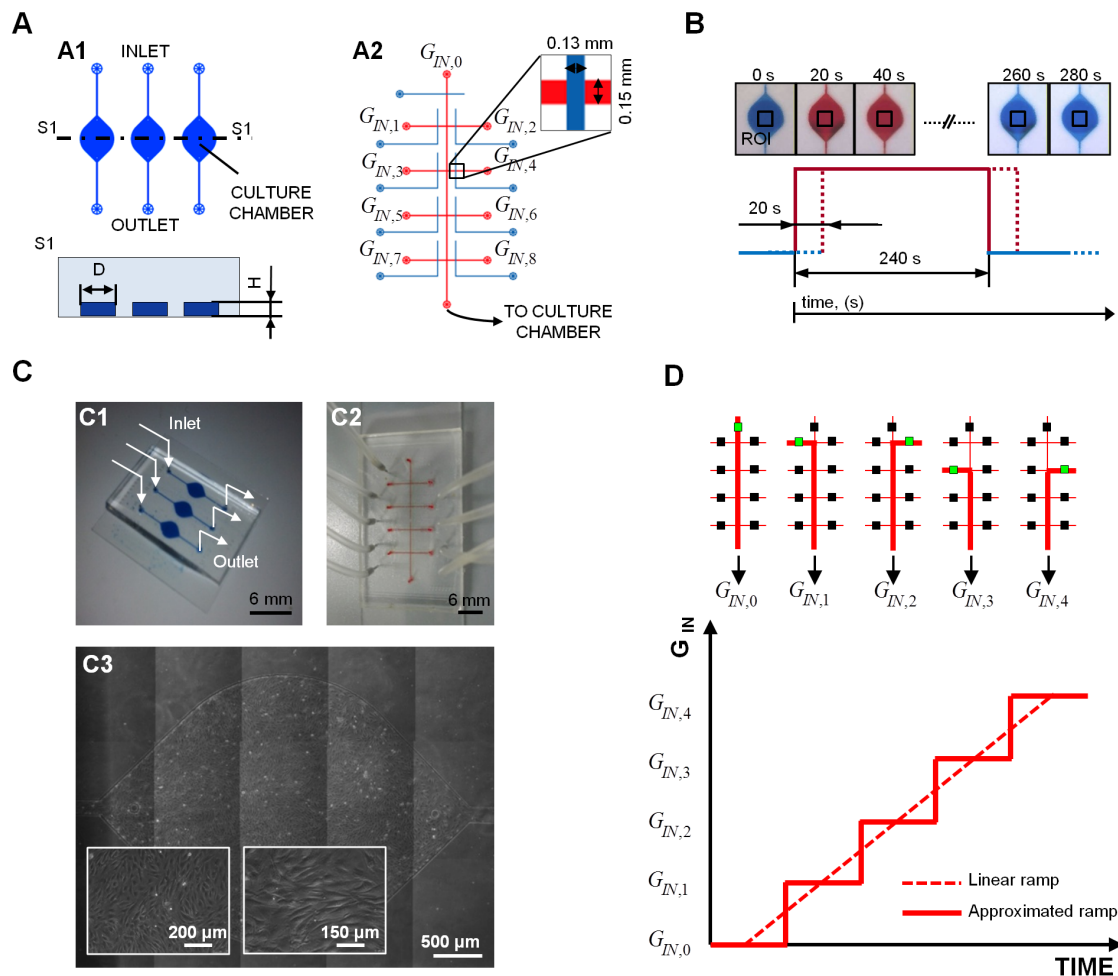 A
A1
INLET
S1
S1
CULTURE
CHAMBER
OUTLET
S1
D
H
A2
G_IN,0
0.13 mm
0.15 mm
G_IN,1
G_IN,2
G_IN,3
G_IN,4
G_IN,5
G_IN,6
G_IN,7
G_IN,8
TO CULTURE
CHAMBER
B
0 s 20 s 40 s 260 s 280 s
ROI
20 s
240 s
time, (s)
C
C1
Inlet
Outlet
6 mm
C2
6 mm
C3
200 µm
150 µm
500 µm
D
G_IN,0 G_IN,1 G_IN,2 G_IN,3 G_IN,4
G IN
G_IN,4
G_IN,3
G_IN,2
G_IN,1
G_IN,0
Linear ramp
Approximated ramp
TIME